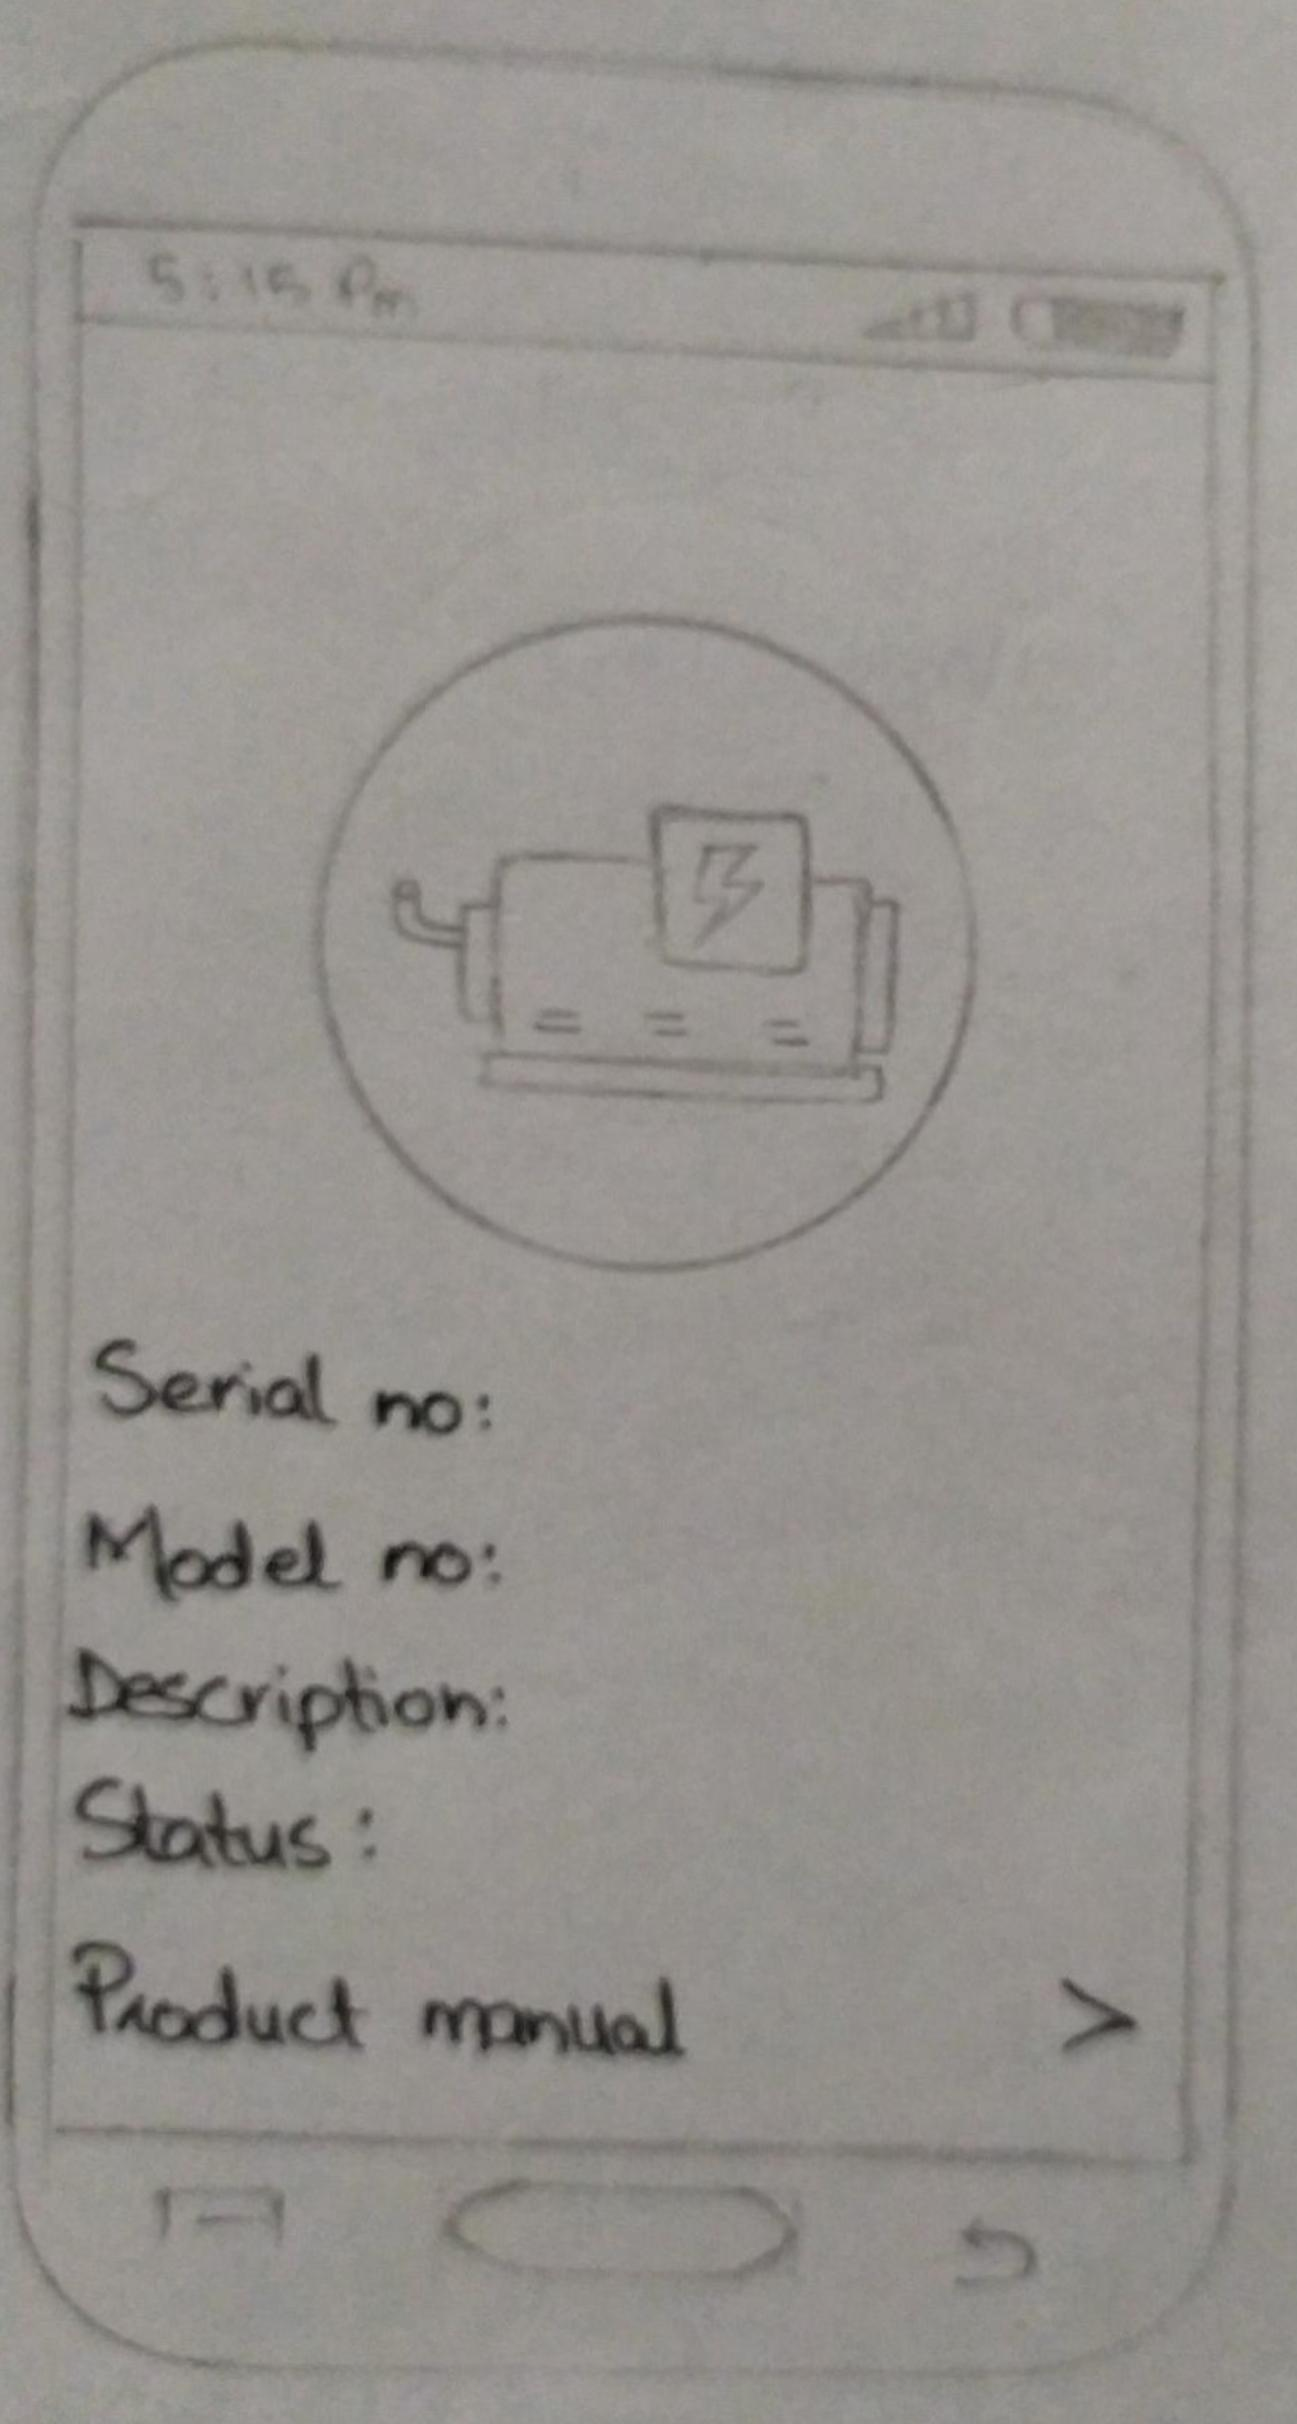 5:15 Pm
Serial no:
Model no:
Description:
Status:
Product manual >